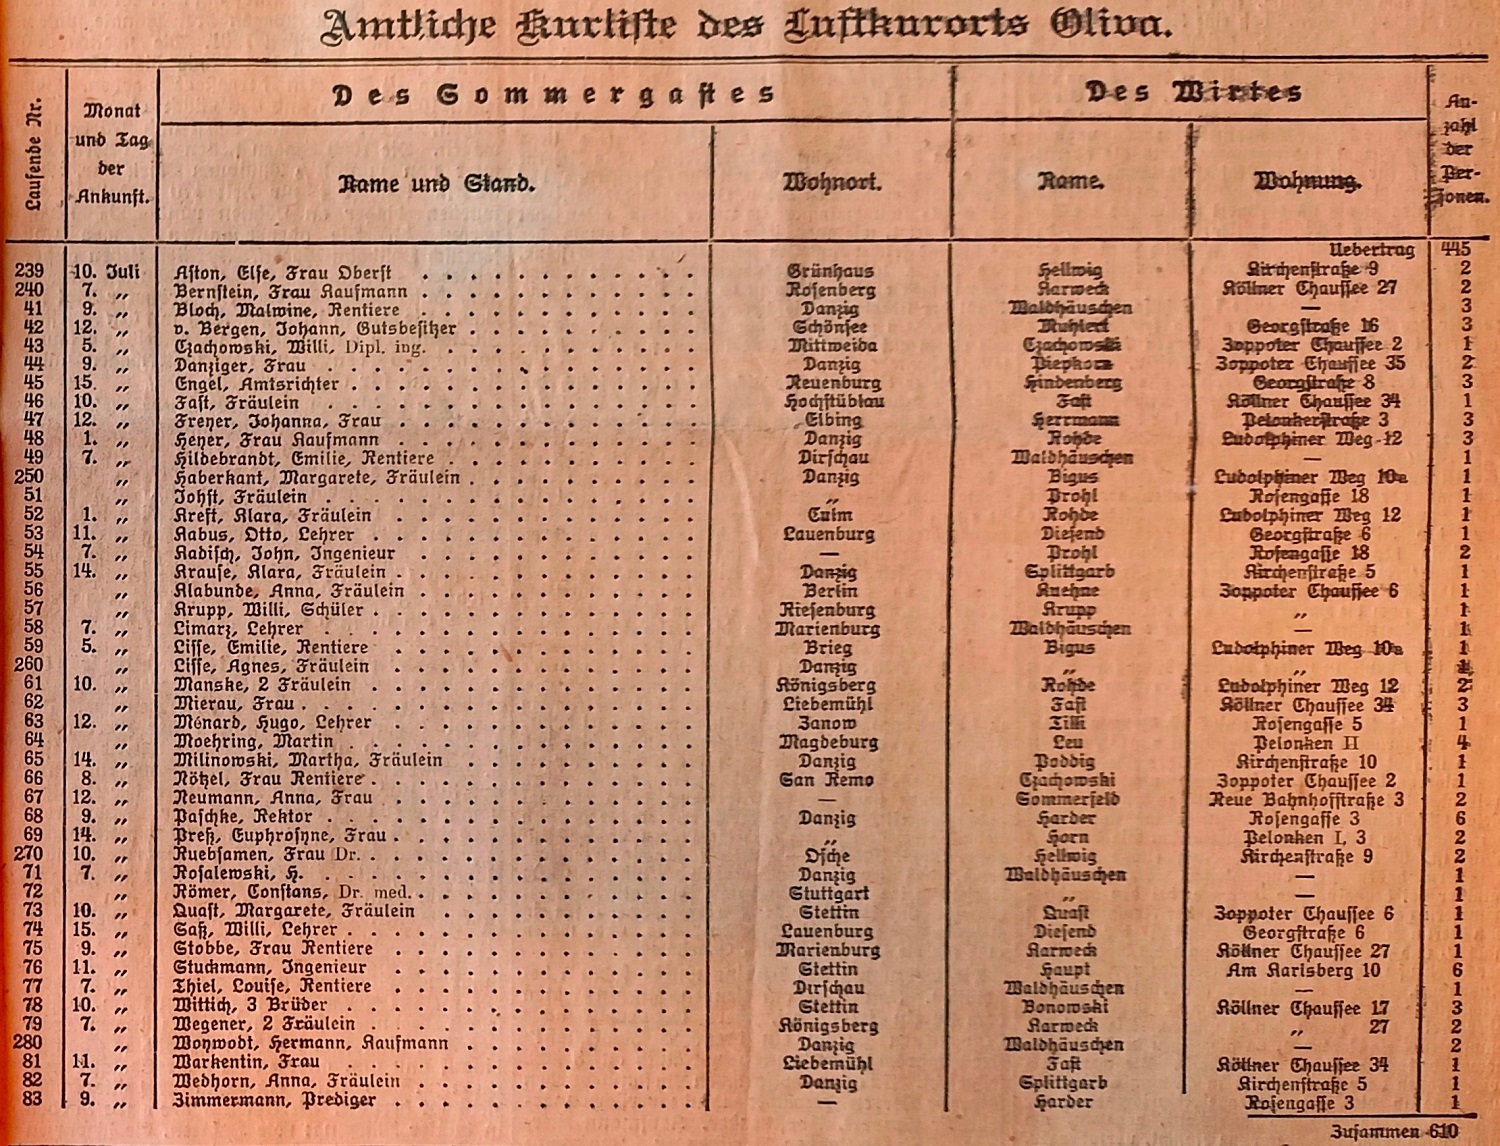 Amtliche Kurliste des Luftkurorts Oliva.
Laufende Nr. Monat und Tag der Ankunft. Des Sommergastes Des Wirtes Anzahl der Personen.
Name und Stand. Wohnort. Name. Wohnung.
Uebertrag 445
239 10. Juli Aston, Else, Frau Oberst Grünhaus Hellwig Kirchenstraße 9 2
240 7. „ Bernstein, Frau Kaufmann Rosenberg Karweck Köllner Chaussee 27 2
41 9. „ Bloch, Malwine, Rentiere Danzig Waldhäuschen — 3
42 12. „ v. Bergen, Johann, Gutsbesitzer Schönsee Muhlert Georgstraße 16 3
43 5. „ Czachowski, Willi, Dipl. ing. Mittweida Czachowski Zoppoter Chaussee 2 1
44 9. „ Danziger, Frau Danzig Piepkorn Zoppoter Chaussee 35 2
45 15. „ Engel, Amtsrichter Neuenburg Hindenberg Georgstraße 8 3
46 10. „ Fast, Fräulein Hochstüblau Fast Köllner Chaussee 34 1
47 12. „ Freyer, Johanna, Frau Elbing Herrmann Pelonkerstraße 3 3
48 1. „ Heyer, Frau Kaufmann Danzig Rohde Ludolphiner Weg 12 3
49 7. „ Hildebrandt, Emilie, Rentiere Dirschau Waldhäuschen — 1
250 „ Haberkant, Margarete, Fräulein Danzig Bigus Ludolphiner Weg 10a 1
51 „ Johst, Fräulein „ Prohl Rosengasse 18 1
52 1. „ Kreft, Klara, Fräulein Culm Rohde Ludolphiner Weg 12 1
53 11. „ Kabus, Otto, Lehrer Lauenburg Diesend Georgstraße 6 1
54 7. „ Kadisch, John, Ingenieur — Prohl Rosengasse 18 2
55 14. „ Krause, Klara, Fräulein Danzig Splittgarb Kirchenstraße 5 1
56 „ Klabunde, Anna, Fräulein Berlin Kuehne Zoppoter Chaussee 6 1
57 „ Krupp, Willi, Schüler Riesenburg Krupp „ 1
58 7. „ Limarz, Lehrer Marienburg Waldhäuschen — 1
59 5. „ Lisse, Emilie, Rentiere Brieg Bigus Ludolphiner Weg 10a 1
260 „ Lisse, Agnes, Fräulein Danzig „ „ 1
61 10. „ Manske, 2 Fräulein Königsberg Rohde Ludolphiner Weg 12 2
62 „ Mierau, Frau Liebemühl Fast Köllner Chaussee 34 3
63 12. „ Ménard, Hugo, Lehrer Zanow Tilli Rosengasse 5 1
64 „ Moehring, Martin Magdeburg Leu Pelonken II 4
65 14. „ Milinowski, Martha, Fräulein Danzig Poddig Kirchenstraße 10 1
66 8. „ Nötzel, Frau Rentiere San Remo Czachowski Zoppoter Chaussee 2 1
67 12. „ Neumann, Anna, Frau — Sommerfeld Neue Bahnhofstraße 3 2
68 9. „ Paschke, Rektor Danzig Harder Rosengasse 3 6
69 14. „ Preß, Euphrosyne, Frau „ Horn Pelonken I, 3 2
270 10. „ Ruebsamen, Frau Dr. Osche Hellwig Kirchenstraße 9 2
71 7. „ Rosalewski, H. Danzig Waldhäuschen — 1
72 „ Römer, Constans, Dr. med. Stuttgart „ — 1
73 10. „ Quast, Margarete, Fräulein Stettin Quast Zoppoter Chaussee 6 1
74 15. „ Saß, Willi, Lehrer Lauenburg Diesend Georgstraße 6 1
75 9. „ Stobbe, Frau Rentiere Marienburg Karweck Köllner Chaussee 27 1
76 11. „ Stuckmann, Ingenieur Stettin Haupt Am Karlsberg 10 6
77 7. „ Thiel, Louise, Rentiere Dirschau Waldhäuschen — 1
78 10. „ Wittich, 3 Brüder Stettin Bonowski Köllner Chaussee 17 3
79 7. „ Wegener, 2 Fräulein Königsberg Karweck „ 27 2
280 „ Woywodt, Hermann, Kaufmann Danzig Waldhäuschen — 2
81 11. „ Warkentin, Frau Liebemühl Fast Köllner Chaussee 34 1
82 7. „ Wedhorn, Anna, Fräulein Danzig Splittgarb Kirchenstraße 5 1
83 9. „ Zimmermann, Prediger — Harder Rosengasse 3 1
Zusammen 610